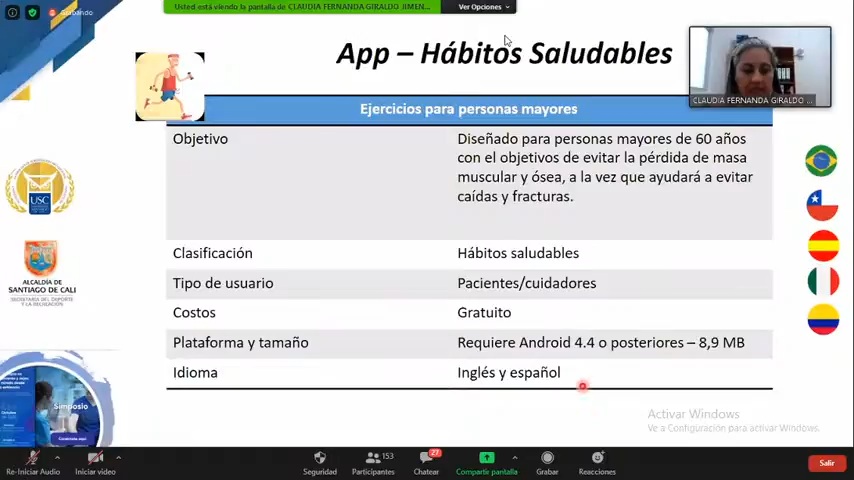 Grabando
Usted está viendo la pantalla de CLAUDIA FERNANDA GIRALDO JIMEN...
Ver Opciones
App – Hábitos Saludables
CLAUDIA FERNANDA GIRALDO ...
Ejercicios para personas mayores
Objetivo
Diseñado para personas mayores de 60 años
con el objetivos de evitar la pérdida de masa
muscular y ósea, a la vez que ayudará a evitar
caídas y fracturas.
Clasificación
Hábitos saludables
Tipo de usuario
Pacientes/cuidadores
Costos
Gratuito
Plataforma y tamaño
Requiere Android 4.4 o posteriores – 8,9 MB
Idioma
Inglés y español
USC
ALCALDÍA DE
SANTIAGO DE CALI
SECRETARÍA DEL DEPORTE
Y LA RECREACIÓN
Simposio
Activar Windows
Ve a Configuración para activar Windows.
Re-Iniciar Audio
Iniciar video
Seguridad
153
Participantes
27
Chatear
Compartir pantalla
Grabar
Reacciones
Salir